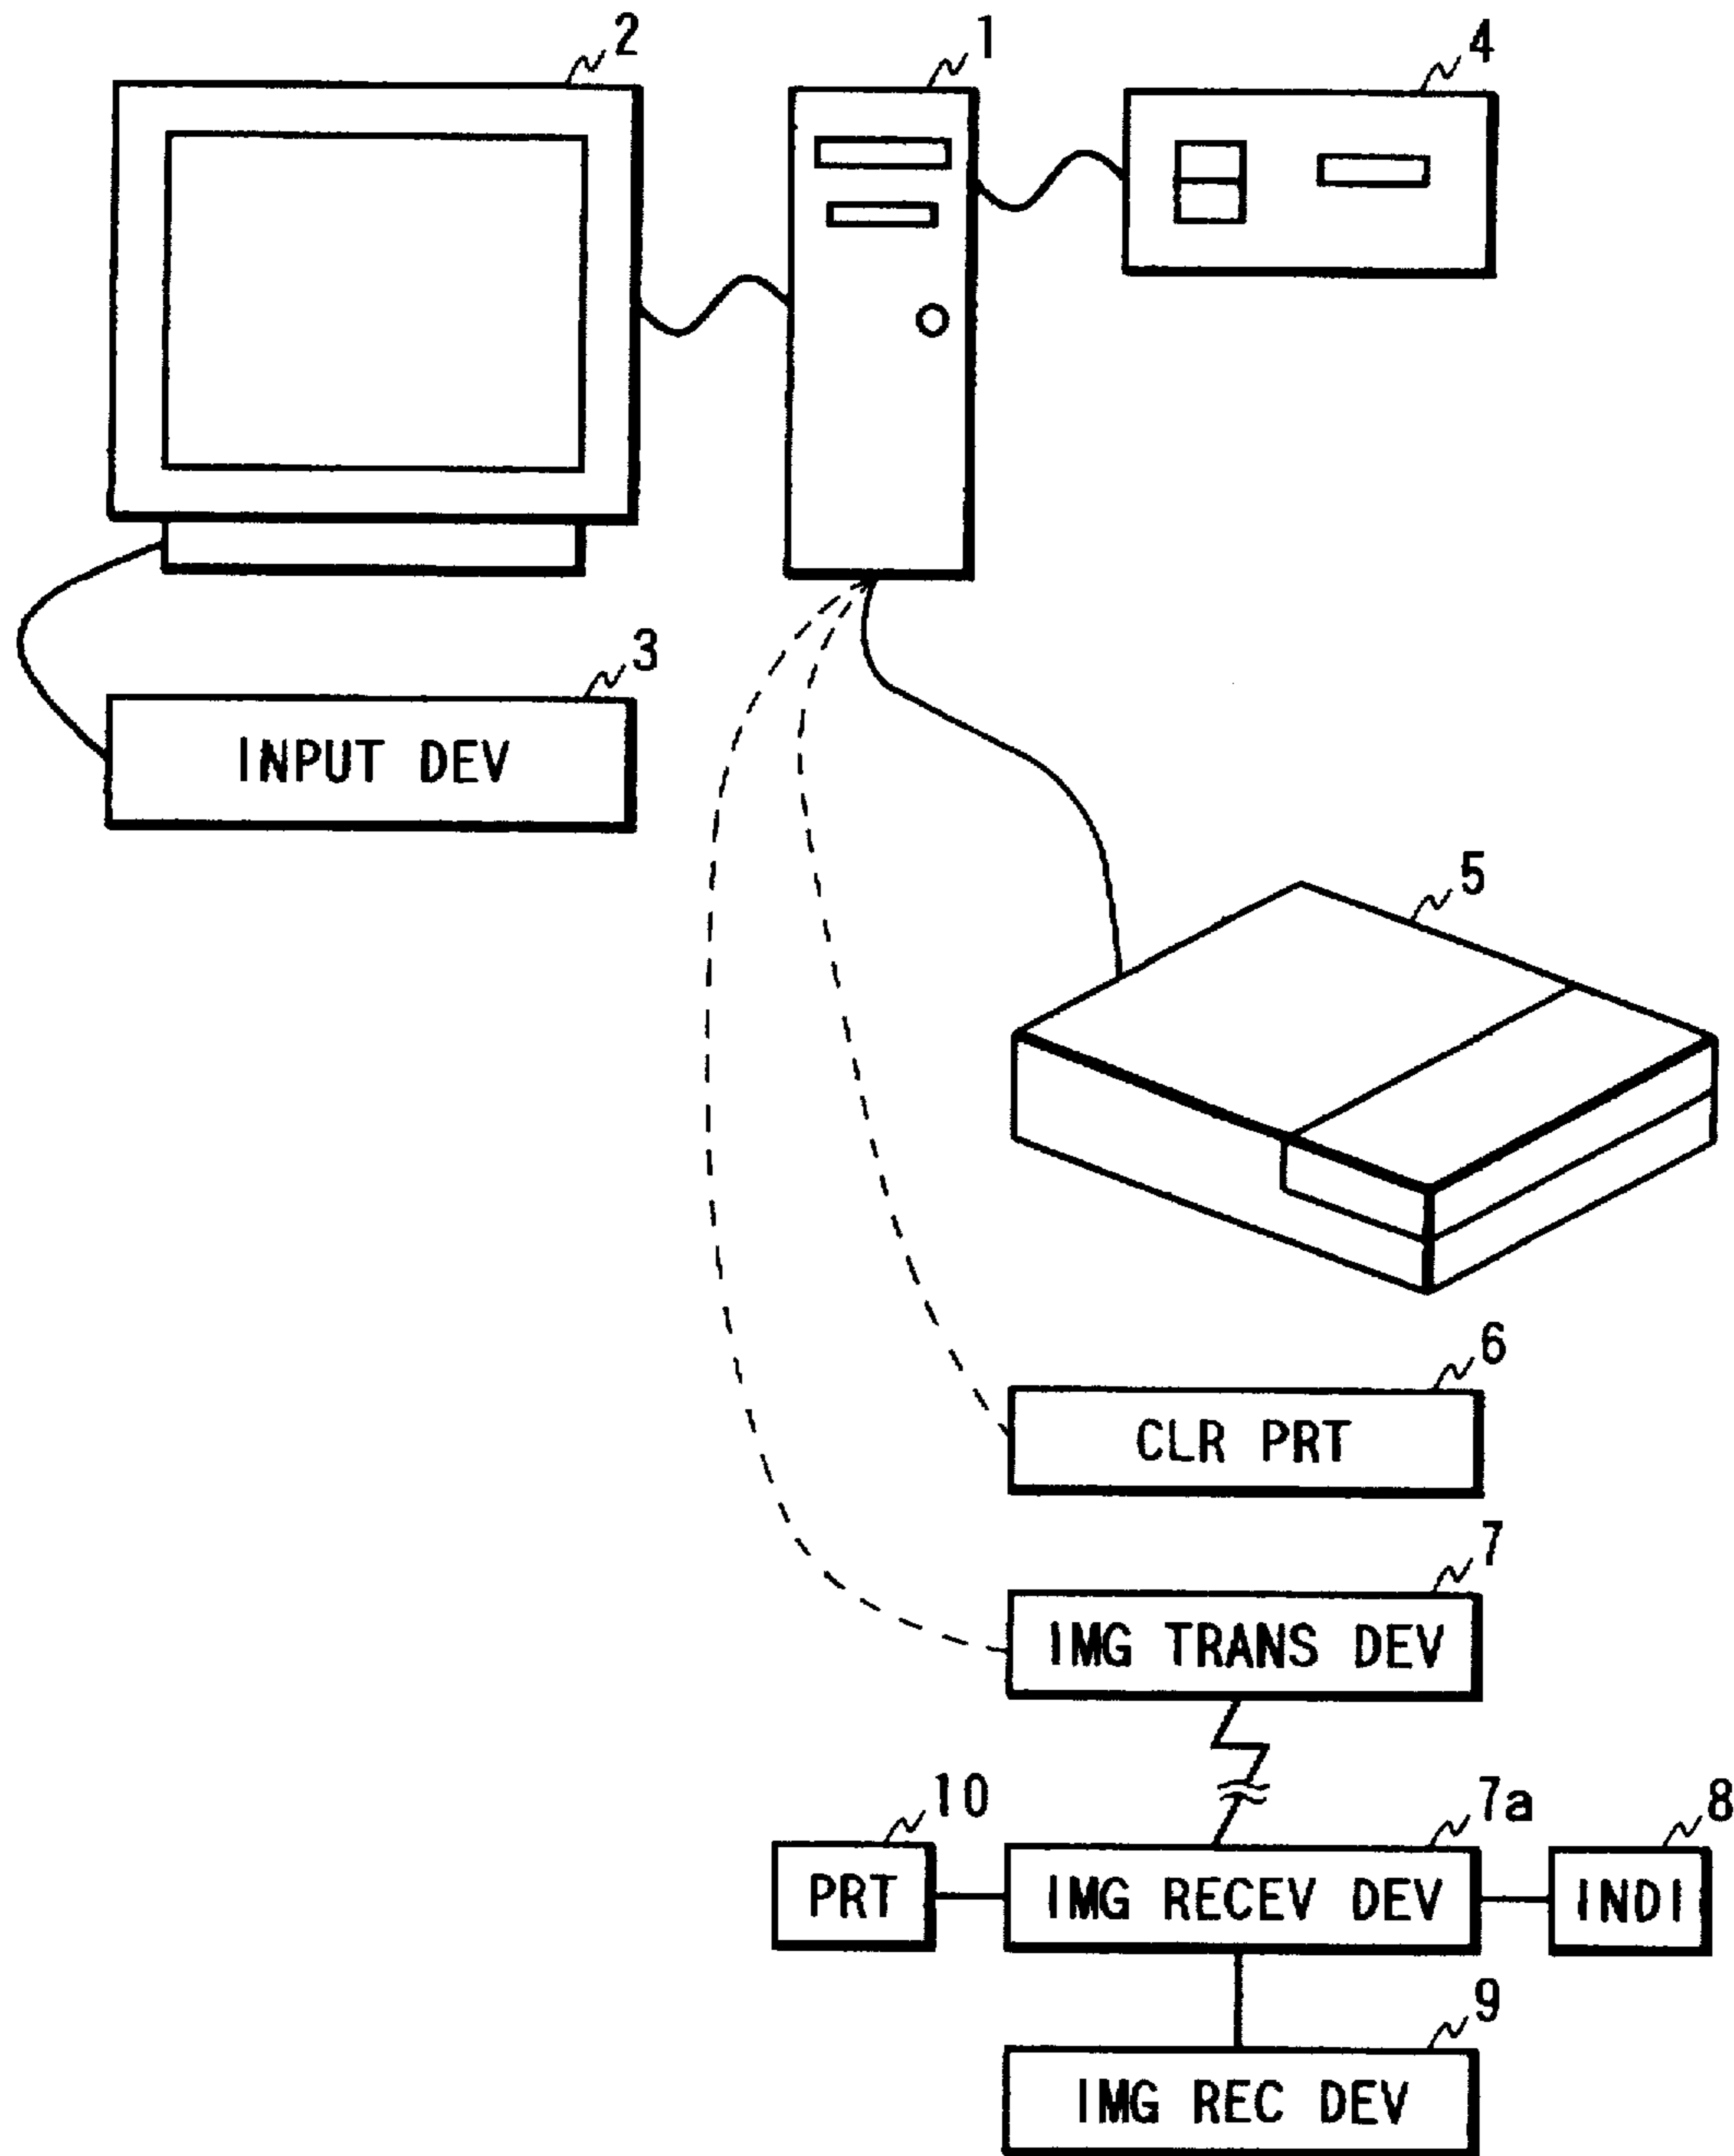 2
1
4
3
INPUT DEV
5
6
CLR PRT
7
IMG TRANS DEV
10
7a
8
PRT
IMG RECEV DEV
INDI
9
IMG REC DEV